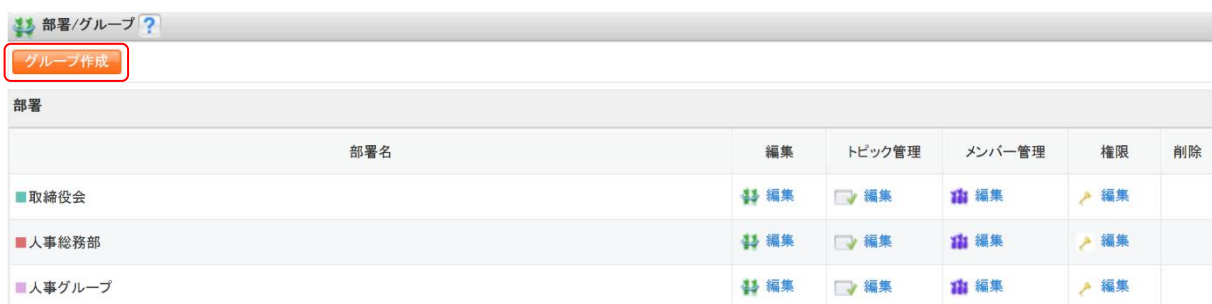 部署/グループ ?
グループ作成
部署
部署名 編集 トピック管理 メンバー管理 権限 削除
取締役会 編集 編集 編集 編集
人事総務部 編集 編集 編集 編集
人事グループ 編集 編集 編集 編集